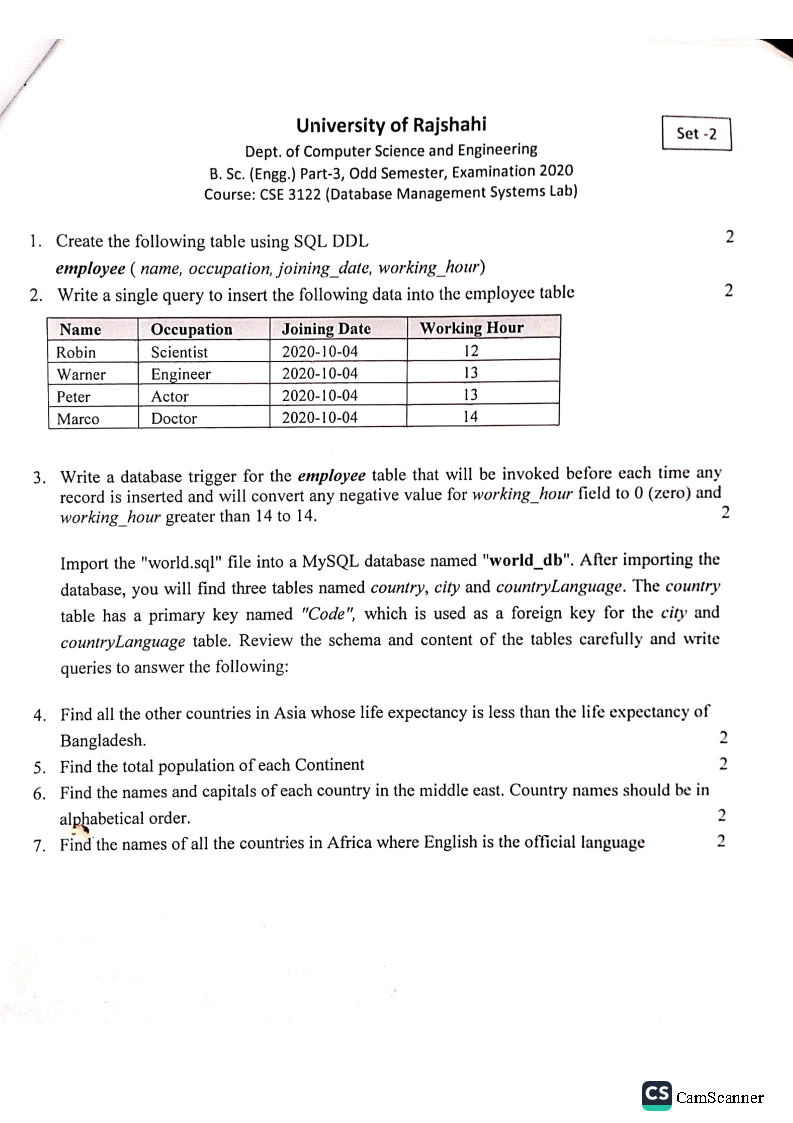 University of Rajshahi
Set -2
Dept. of Computer Science and Engineering
B. Sc. (Engg.) Part-3, Odd Semester, Examination 2020
Course: CSE 3122 (Database Management Systems Lab)
1. Create the following table using SQL DDL 2
employee ( name, occupation, joining_date, working_hour)
2. Write a single query to insert the following data into the employee table 2
Name Occupation Joining Date Working Hour
Robin Scientist 2020-10-04 12
Warner Engineer 2020-10-04 13
Peter Actor 2020-10-04 13
Marco Doctor 2020-10-04 14
3. Write a database trigger for the employee table that will be invoked before each time any
record is inserted and will convert any negative value for working_hour field to 0 (zero) and
working_hour greater than 14 to 14. 2
Import the "world.sql" file into a MySQL database named "world_db". After importing the
database, you will find three tables named country, city and countryLanguage. The country
table has a primary key named "Code", which is used as a foreign key for the city and
countryLanguage table. Review the schema and content of the tables carefully and write
queries to answer the following:
4. Find all the other countries in Asia whose life expectancy is less than the life expectancy of
Bangladesh. 2
5. Find the total population of each Continent 2
6. Find the names and capitals of each country in the middle east. Country names should be in
alphabetical order. 2
7. Find the names of all the countries in Africa where English is the official language 2
CS CamScanner